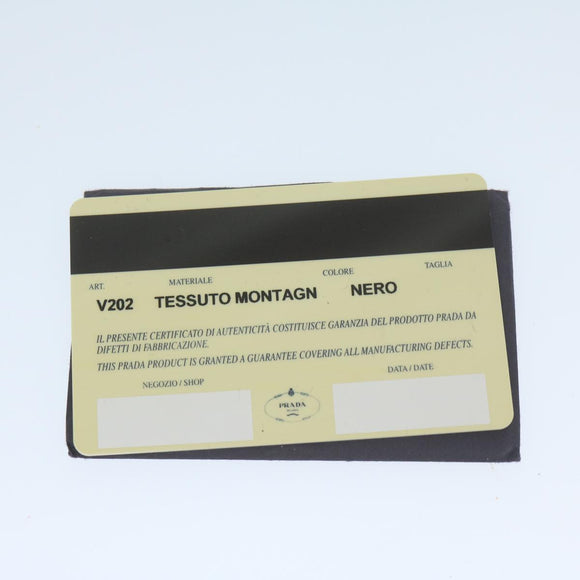 ART. MATERIALE COLORE TAGLIA
V202 TESSUTO MONTAGN NERO
IL PRESENTE CERTIFICATO DI AUTENTICITÀ COSTITUISCE GARANZIA DEL PRODOTTO PRADA DA
DIFETTI DI FABBRICAZIONE.
THIS PRADA PRODUCT IS GRANTED A GUARANTEE COVERING ALL MANUFACTURING DEFECTS.
NEGOZIO / SHOP DATA / DATE
PRADA
MILANO